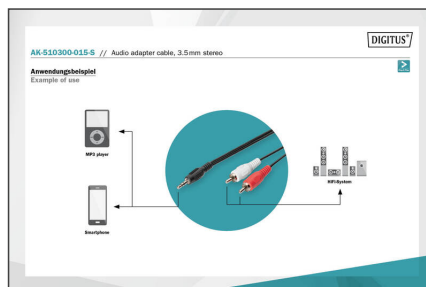 DIGITUS®
AK-510300-015-S // Audio adapter cable, 3.5 mm stereo
Anwendungsbeispiel
Example of use
MP3 player
HiFi-System
Smartphone